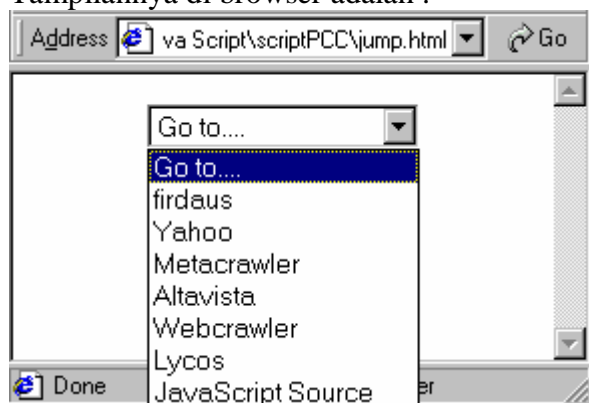 Tampilannya di browser adalah :
Address va Script\scriptPCC\jump.html Go
Go to....
Go to....
firdaus
Yahoo
Metacrawler
Altavista
Webcrawler
Lycos
Done JavaScript Source er